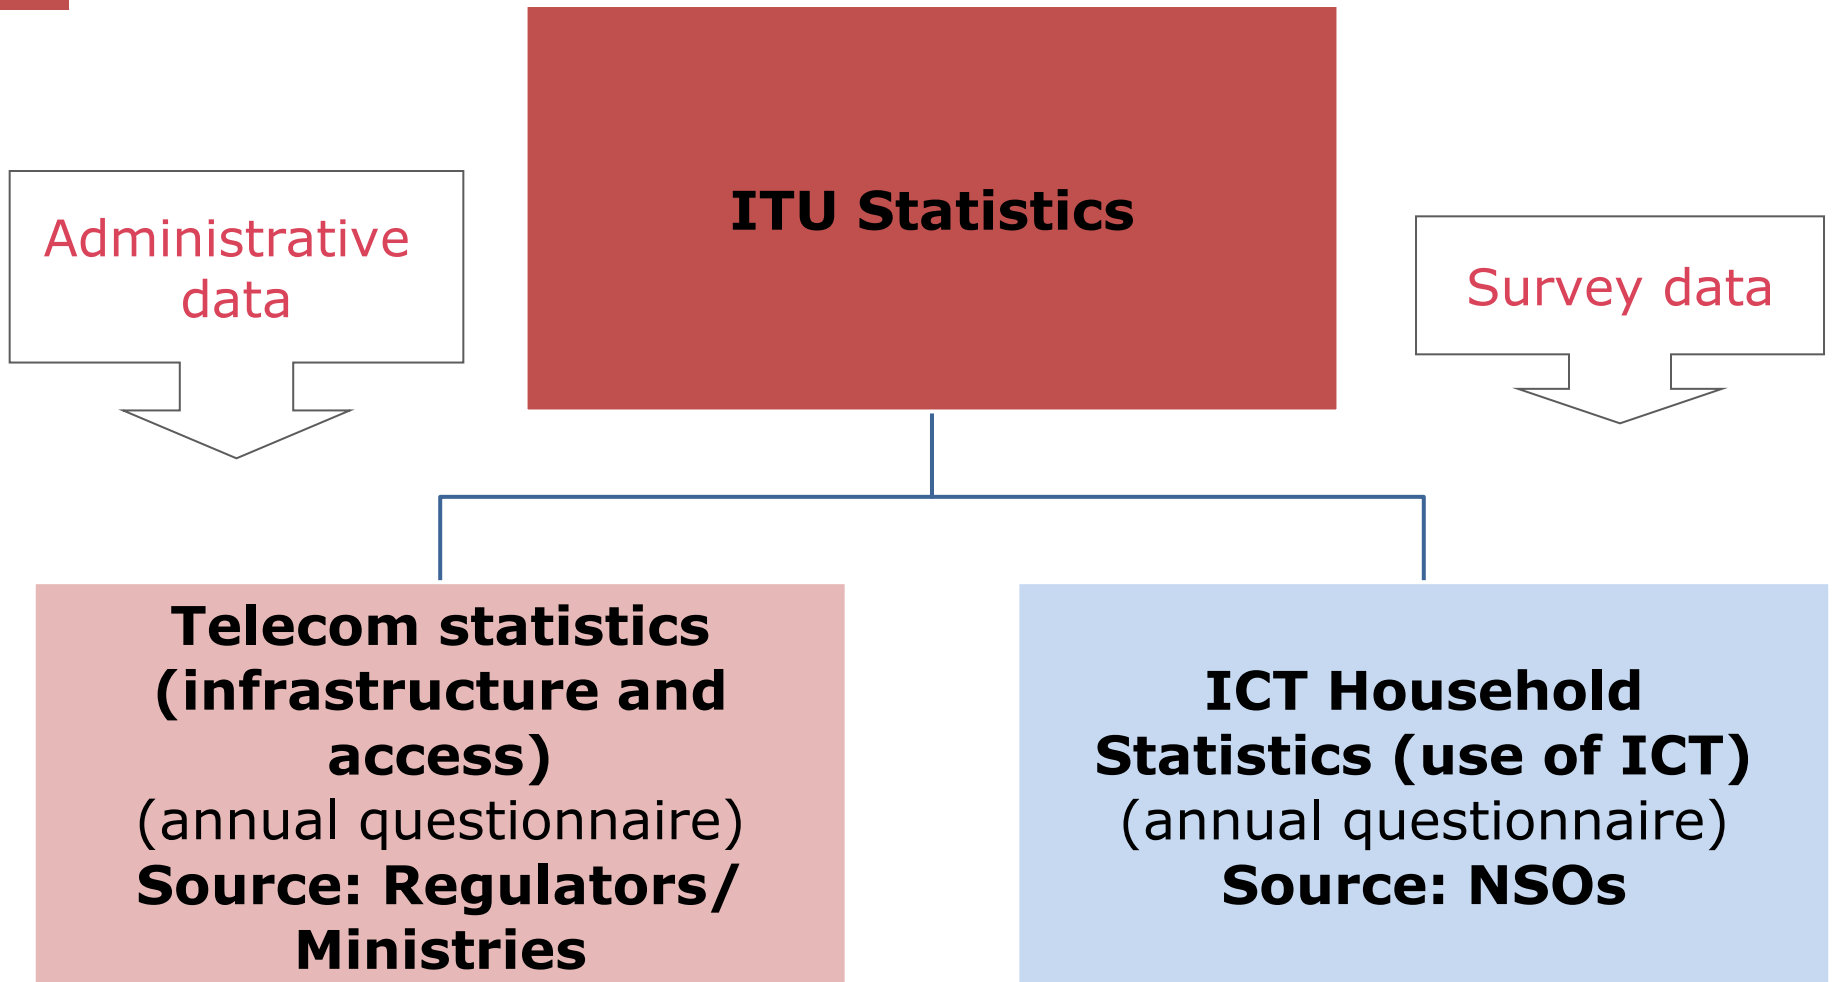 ITU Statistics
Administrative
data
Survey data
Telecom statistics
(infrastructure and
access)
(annual questionnaire)
Source: Regulators/
Ministries
ICT Household
Statistics (use of ICT)
(annual questionnaire)
Source: NSOs